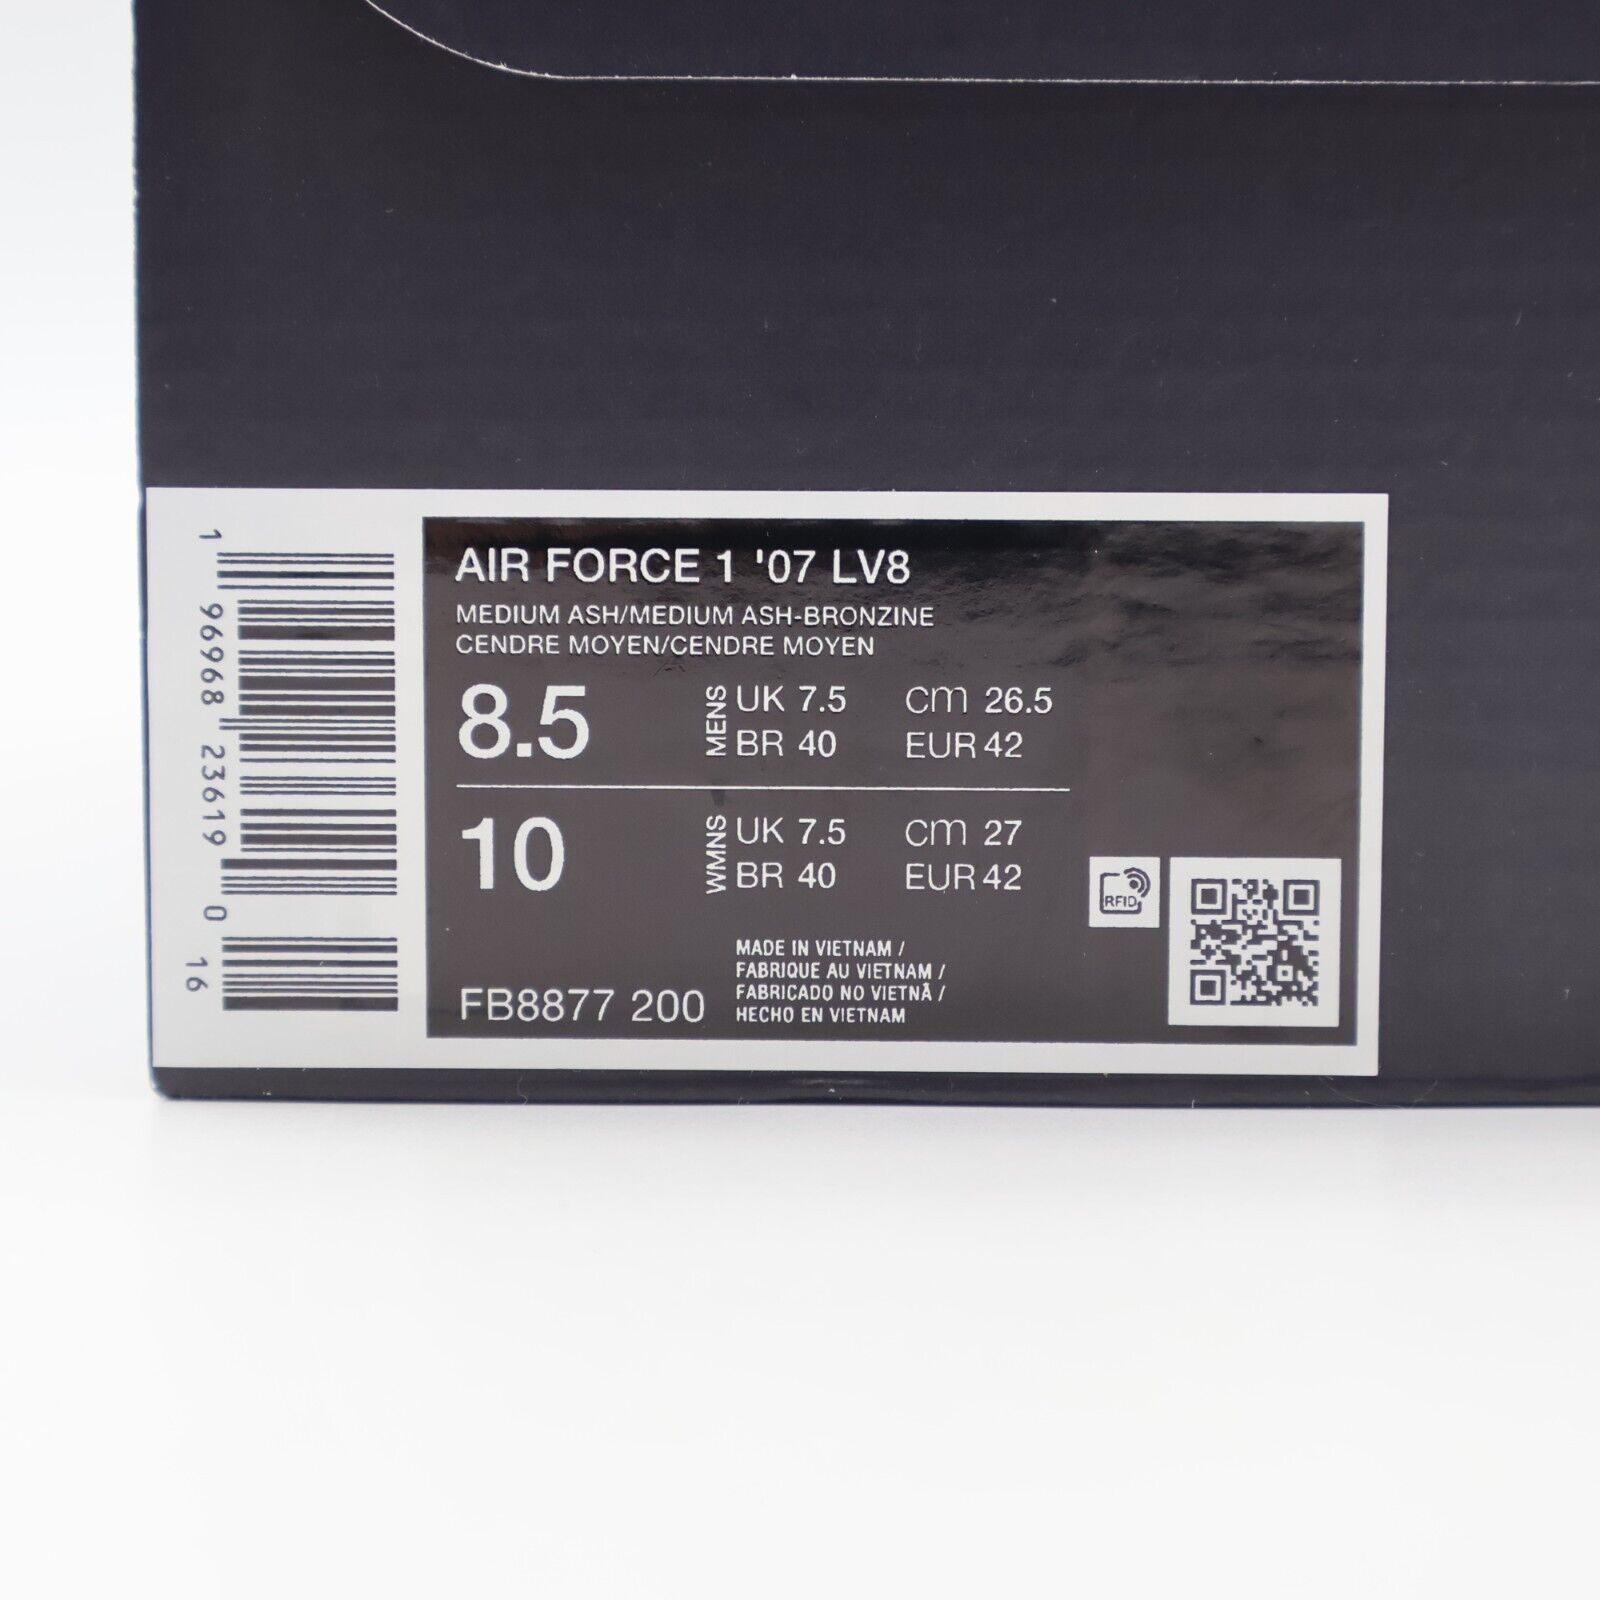 AIR FORCE 1 '07 LV8
MEDIUM ASH/MEDIUM ASH-BRONZINE
CENDRE MOYEN/CENDRE MOYEN
8.5 MENS UK 7.5 CM 26.5
BR 40 EUR 42
10 WMNS UK 7.5 CM 27
BR 40 EUR 42
RFID
MADE IN VIETNAM /
FABRIQUE AU VIETNAM /
FABRICADO NO VIETNÃ /
HECHO EN VIETNAM
FB8877 200
1 96968 23619 0 16